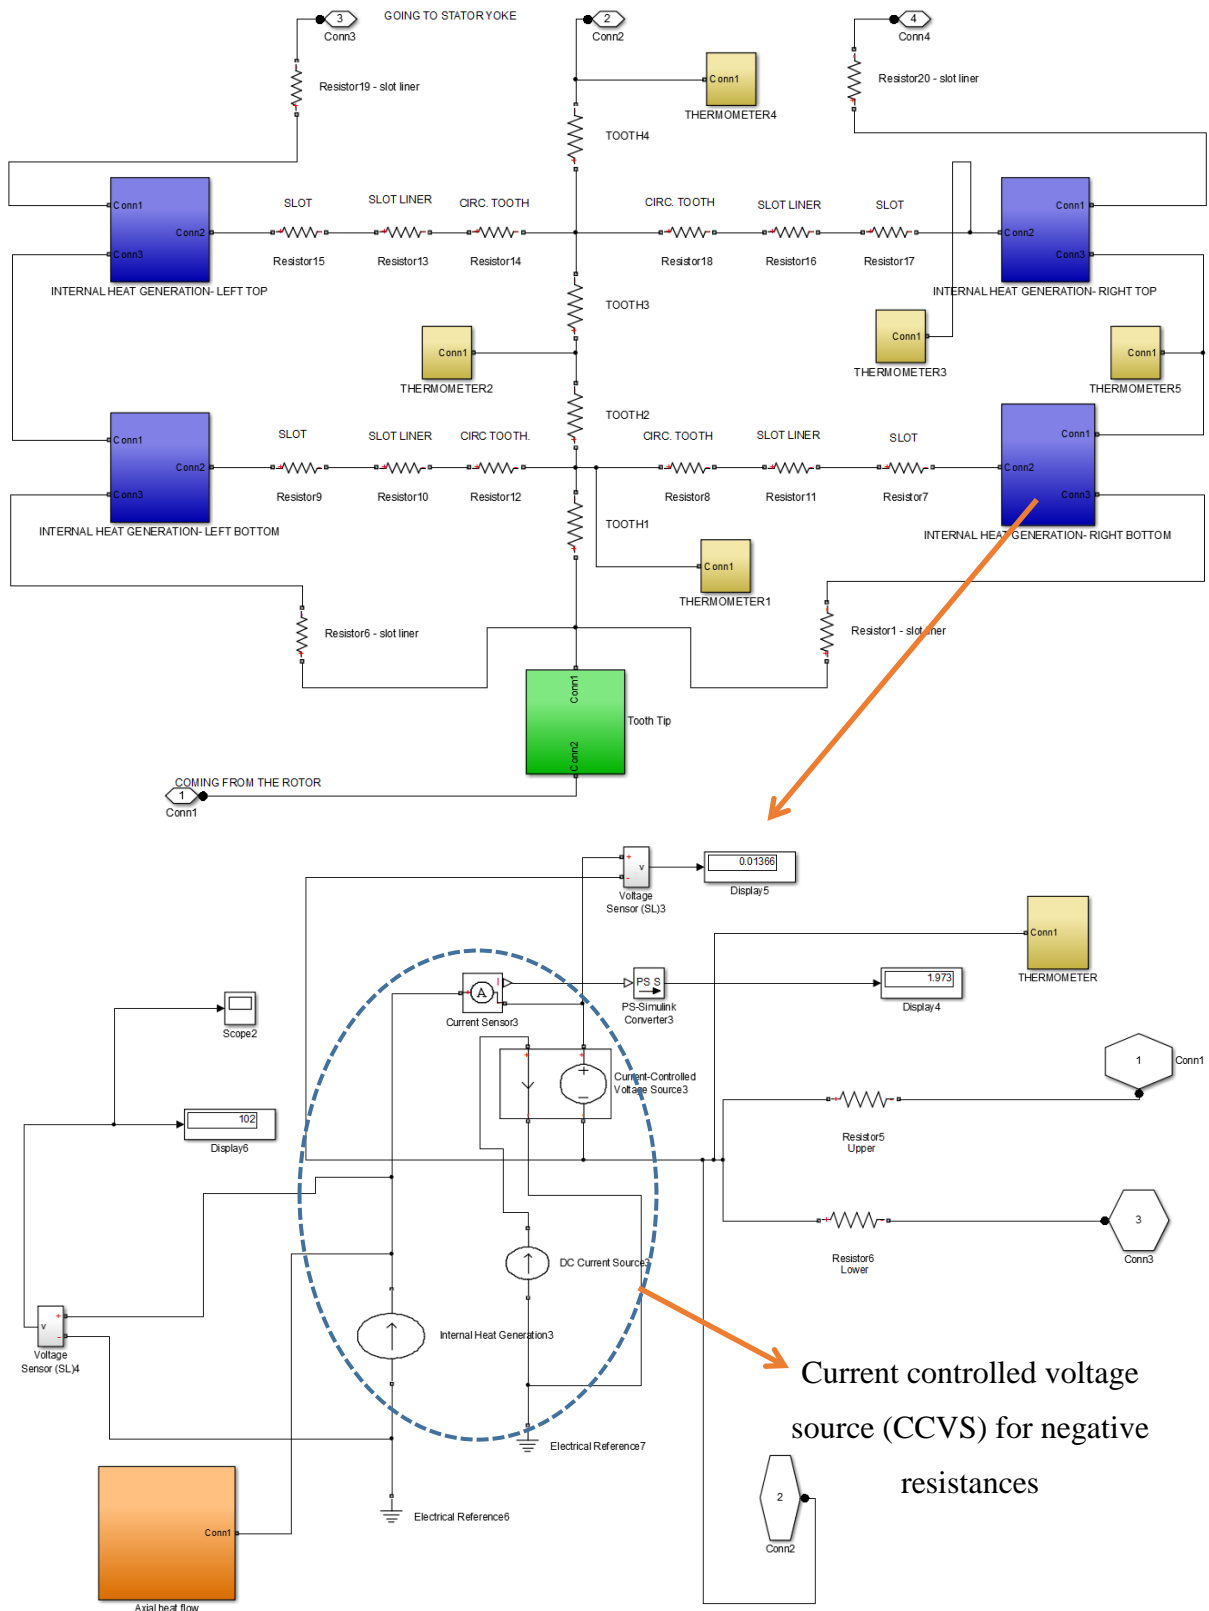 3
GOING TO STATOR YOKE
2
4
Conn3
Conn2
Conn4
Resistor19 - slot liner
Conn1
THERMOMETER4
Resistor20 - slot liner
TOOTH4
Conn1
Conn2
Conn3
INTERNAL HEAT GENERATION- LEFT TOP
SLOT
SLOT LINER
CIRC. TOOTH
Resistor15
Resistor13
Resistor14
CIRC. TOOTH
SLOT LINER
SLOT
Resistor18
Resistor16
Resistor17
Conn1
Conn2
Conn3
INTERNAL HEAT GENERATION- RIGHT TOP
TOOTH3
Conn1
THERMOMETER2
Conn1
THERMOMETER3
Conn1
THERMOMETER5
TOOTH2
Conn1
Conn2
Conn3
INTERNAL HEAT GENERATION- LEFT BOTTOM
SLOT
SLOT LINER
CIRC TOOTH.
Resistor9
Resistor10
Resistor12
CIRC. TOOTH
SLOT LINER
SLOT
Resistor8
Resistor11
Resistor7
Conn1
Conn2
Conn3
INTERNAL HEAT GENERATION- RIGHT BOTTOM
TOOTH1
Conn1
THERMOMETER1
Resistor6 - slot liner
Resistor1 - slot liner
Conn1
Tooth Tip
Conn2
COMING FROM THE ROTOR
1
Conn1
+
-
v
Voltage
Sensor (SL)3
0.01366
Display5
Conn1
THERMOMETER
A
I
Current Sensor3
PS S
PS-Simulink
Converter3
1.973
Display4
Scope2
Current-Controlled
Voltage Source3
1
Conn1
102
Display6
Resistor5
Upper
3
Conn3
Resistor6
Lower
DC Current Source3
v
+
-
Voltage
Sensor (SL)4
Internal Heat Generation3
Current controlled voltage
source (CCVS) for negative
resistances
Electrical Reference7
2
Conn2
Electrical Reference6
Conn1
Axial heat flow